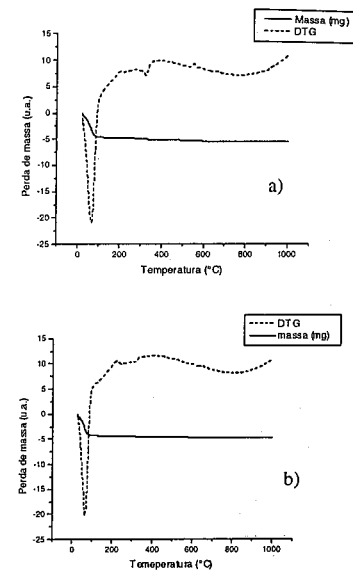 Massa (mg)
DTG
15
10
5
0
-5
-10
-15
-20
-25
Perda de massa (u.a.)
a)
0 200 400 600 800 1000
Temperatura (°C)
DTG
massa (mg)
15
10
5
0
-5
-10
-15
-20
-25
Perda de massa (u.a.)
b)
0 200 400 600 800 1000
Temeperatura (°C)